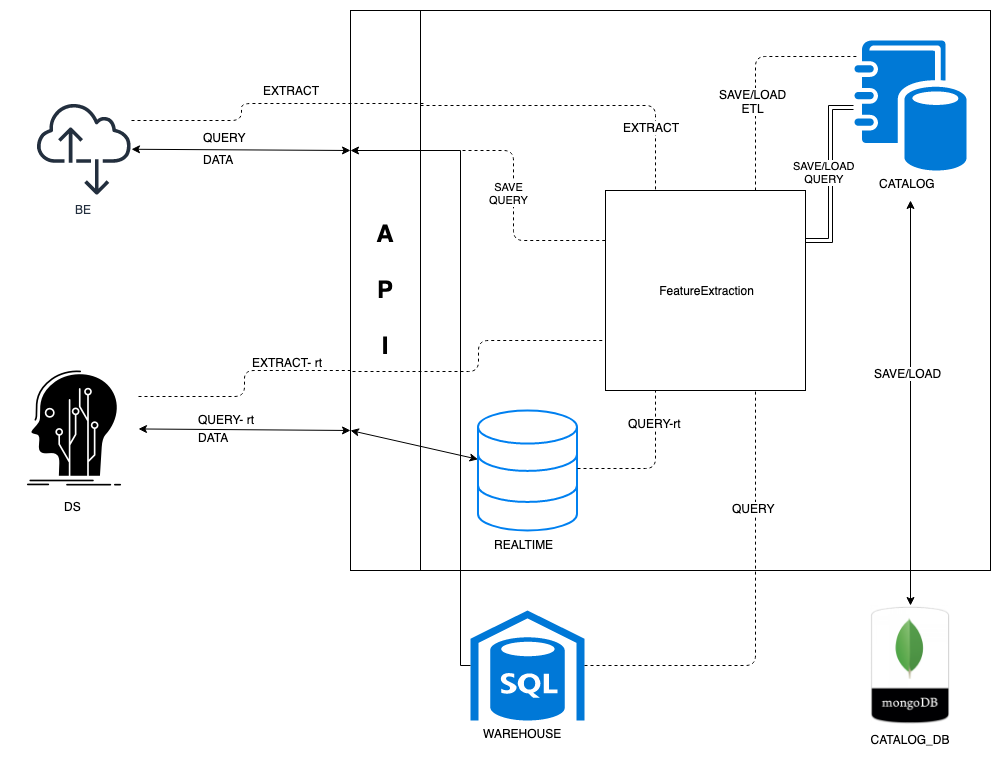 EXTRACT
SAVE/LOAD
ETL
EXTRACT
QUERY
DATA
SAVE/LOAD
QUERY
CATALOG
SAVE
QUERY
BE
A
P
I
FeatureExtraction
EXTRACT- rt
SAVE/LOAD
QUERY- rt
DATA
QUERY-rt
DS
QUERY
REALTIME
SQL
mongoDB
WAREHOUSE
CATALOG_DB